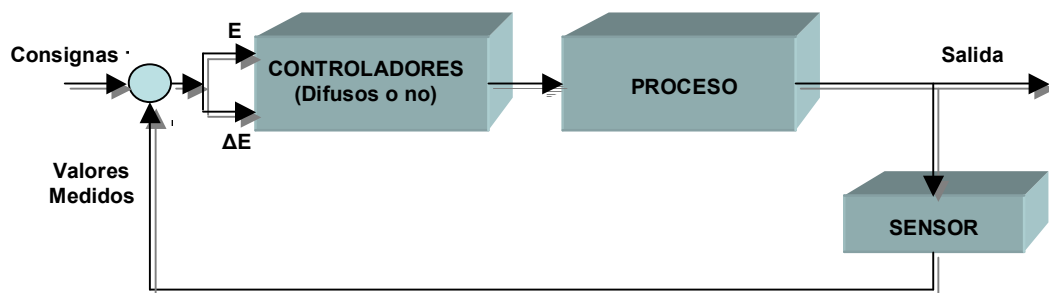 Consignas
E
CONTROLADORES
(Difusos o no)
ΔE
PROCESO
Salida
Valores
Medidos
SENSOR